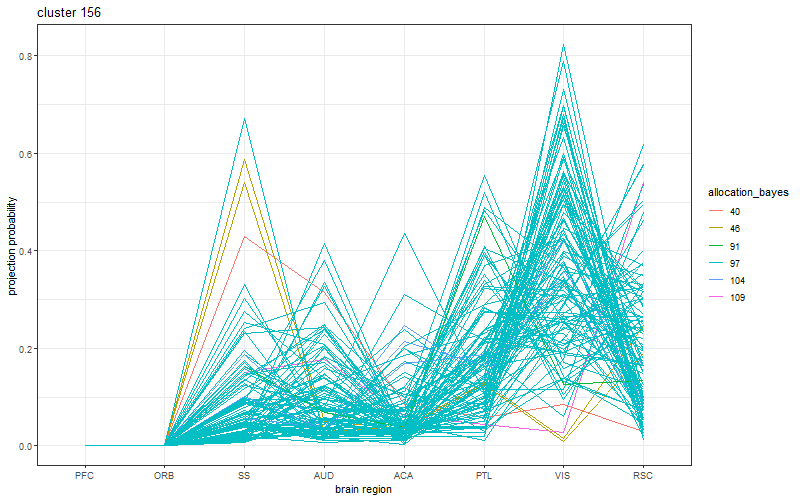 cluster 156
projection probability
0.8
0.6
0.4
0.2
0.0
PFC ORB SS AUD ACA PTL VIS RSC
brain region
allocation_bayes
40
46
91
97
104
109